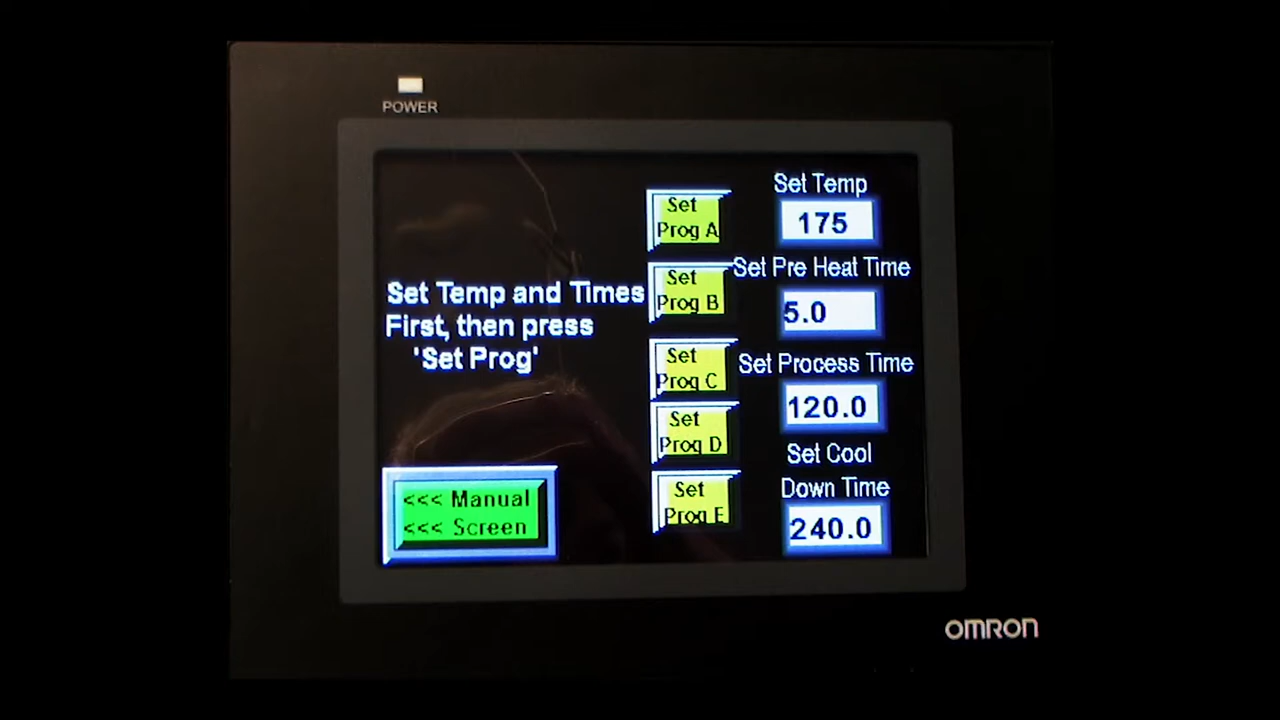 POWER
Set Temp
175
Set
Prog A
Set Pre Heat Time
5.0
Set
Prog B
Set Temp and Times
First, then press
'Set Prog'
Set Process Time
120.0
Set
Prog C
Set
Prog D
Set Cool
Down Time
240.0
Set
Prog E
<<< Manual
<<< Screen
OMRON